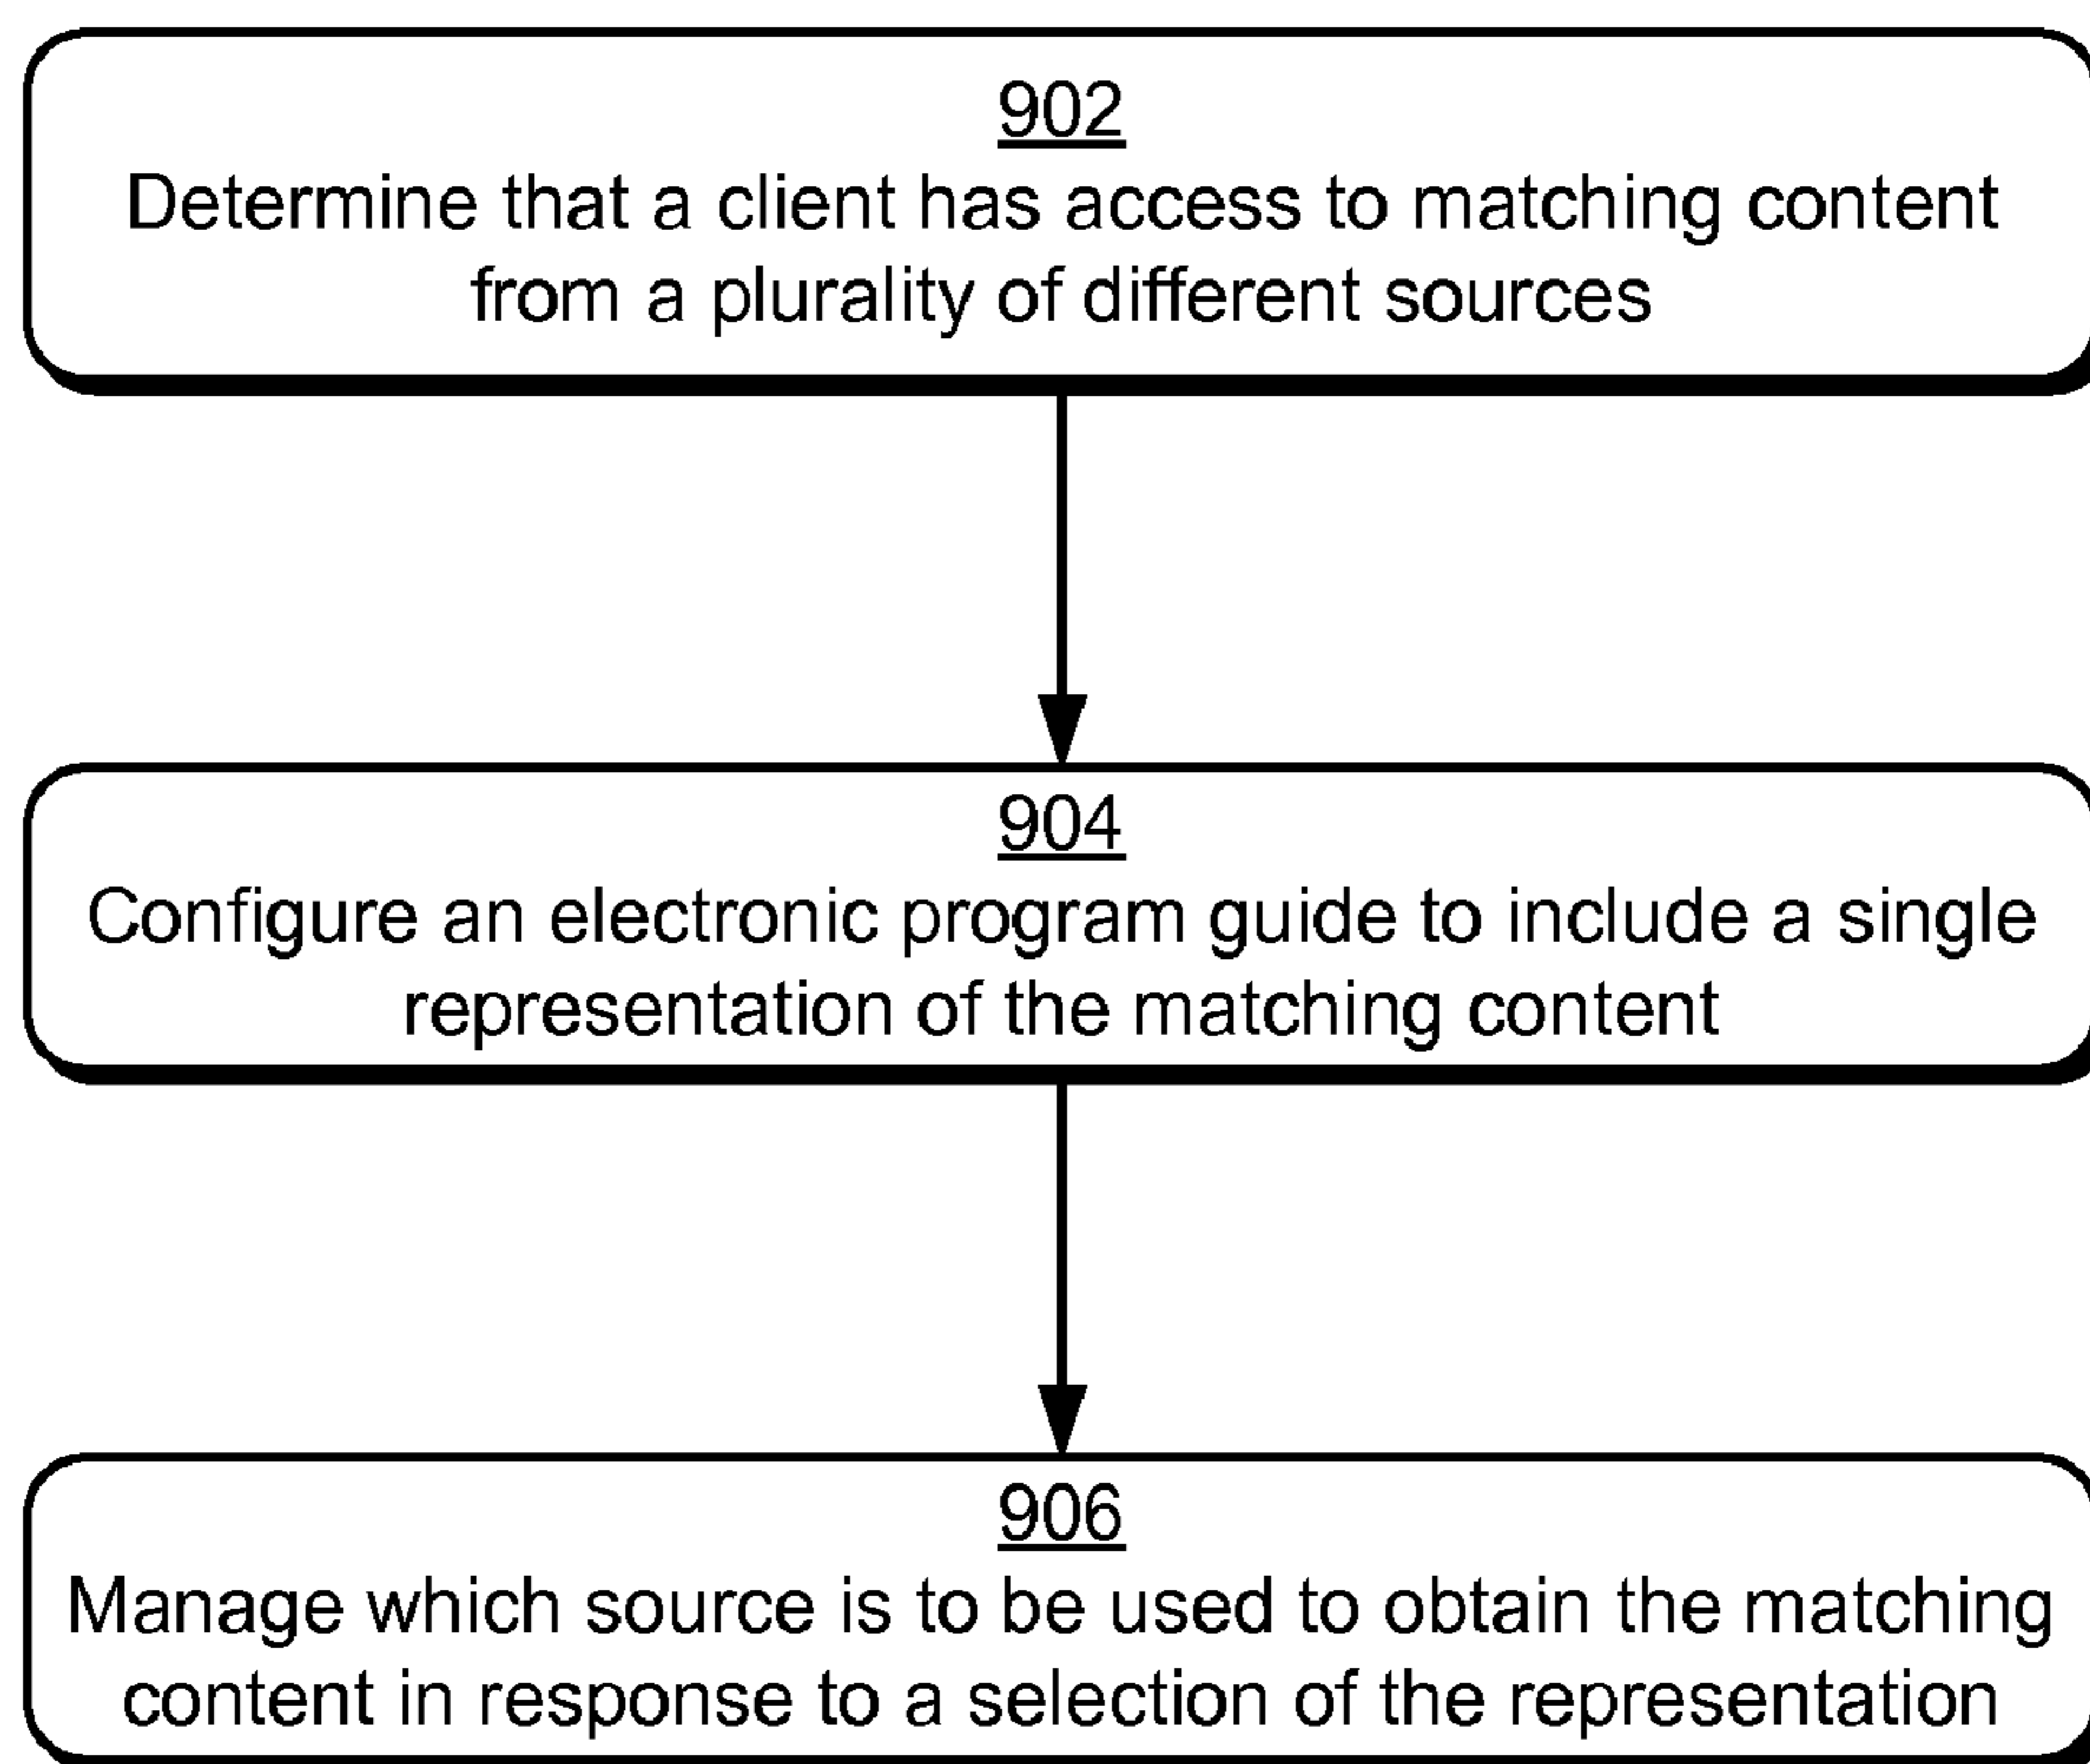 902
Determine that a client has access to matching content
from a plurality of different sources
904
Configure an electronic program guide to include a single
representation of the matching content
906
Manage which source is to be used to obtain the matching
content in response to a selection of the representation